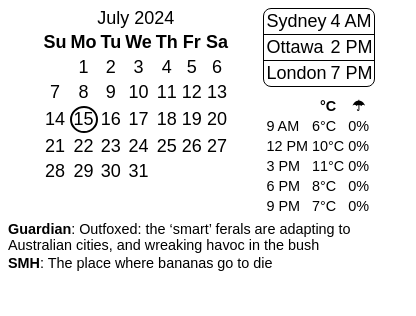 July 2024
Su Mo Tu We Th Fr Sa
1 2 3 4 5 6
7 8 9 10 11 12 13
14 15 16 17 18 19 20
21 22 23 24 25 26 27
28 29 30 31
Sydney 4 AM
Ottawa 2 PM
London 7 PM
°C ☂
9 AM 6°C 0%
12 PM 10°C 0%
3 PM 11°C 0%
6 PM 8°C 0%
9 PM 7°C 0%
Guardian: Outfoxed: the ‘smart’ ferals are adapting to
Australian cities, and wreaking havoc in the bush
SMH: The place where bananas go to die